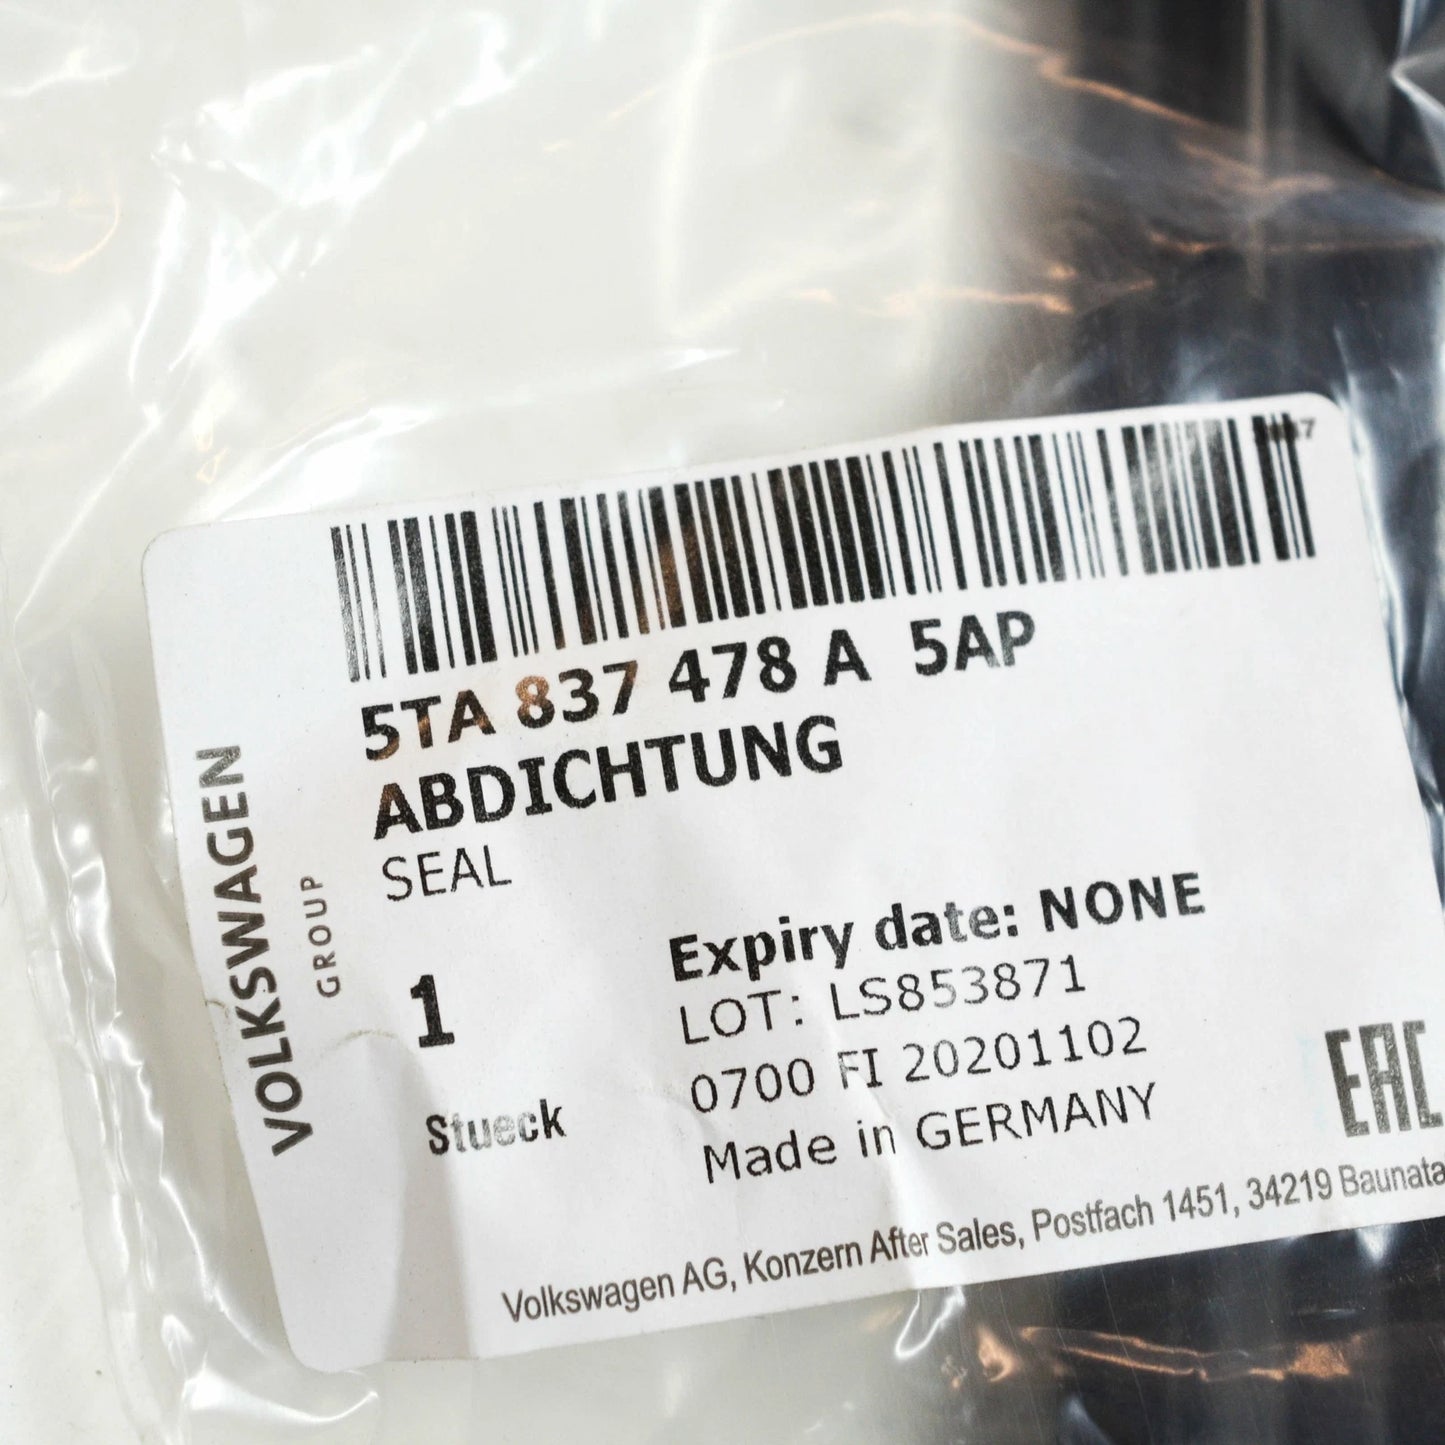 5TA 837 478 A 5AP
ABDICHTUNG
SEAL
VOLKSWAGEN
GROUP
1
Stueck
Expiry date: NONE
LOT: LS853871
0700 FI 20201102
Made in GERMANY
EAC
Volkswagen AG, Konzern After Sales, Postfach 1451, 34219 Baunata